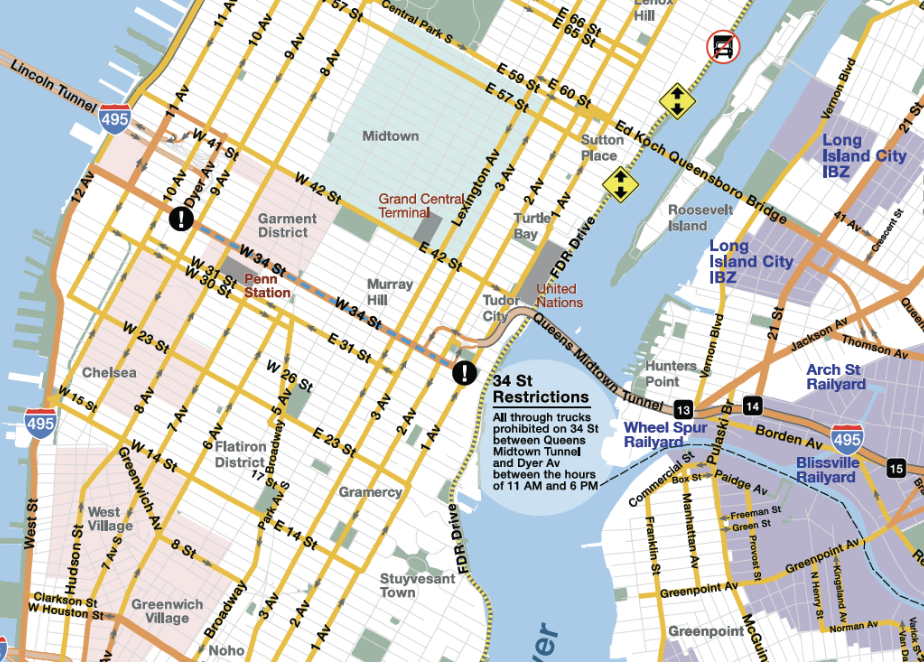 57 St
Central Park S
E 66 St
E 65 St
Lenox
Hill
11 Av
10 Av
9 Av
8 Av
Lincoln Tunnel
495
11 Av
E 59 St
E 60 St
E 57 St
Vernon Blvd
21 St
Midtown
Ed Koch Queensboro Bridge
Sutton
Place
Long
Island City
IBZ
W 41 St
12 Av
10 Av
Dyer Av
9 Av
W 42 St
Lexington Av
3 Av
2 Av
1 Av
Grand Central
Terminal
Garment
District
Turtle
Bay
FDR Drive
Roosevelt
Island
41 Av
Crescent St
Long
Island City
IBZ
!
W 34 St
E 42 St
W 31 St
W 30 St
Penn
Station
Murray
Hill
W 34 St
Tudor
City
United
Nations
Queens Midtown Tunnel
Vernon Blvd
21 St
Jackson Av
Thomson Av
W 23 St
E 31 St
Chelsea
W 26 St
!
34 St
Restrictions
All through trucks
prohibited on 34 St
between Queens
Midtown Tunnel
and Dyer Av
between the hours
of 11 AM and 6 PM
Hunters
Point
Arch St
Railyard
13
14
Wheel Spur
Railyard
Pulaski Br
Borden Av
495
15
Blissville
Railyard
W 15 St
495
8 Av
7 Av
6 Av
5 Av
Broadway
3 Av
2 Av
1 Av
W 14 St
Flatiron
District
E 23 St
17 St
Park Av S
Gramercy
E 14 St
Commercial St
Box St
Paidge Av
Freeman St
Green St
Franklin St
Manhattan Av
Provost St
West St
West
Village
Greenwich Av
Hudson St
7 Av S
8 St
FDR Drive
Greenpoint Av
Greenpoint Av
N Henry St
Kingsland Av
Norman Av
Clarkson St
W Houston St
Greenwich
Village
Broadway
3 Av
2 Av
1 Av
Stuyvesant
Town
Noho
Greenpoint